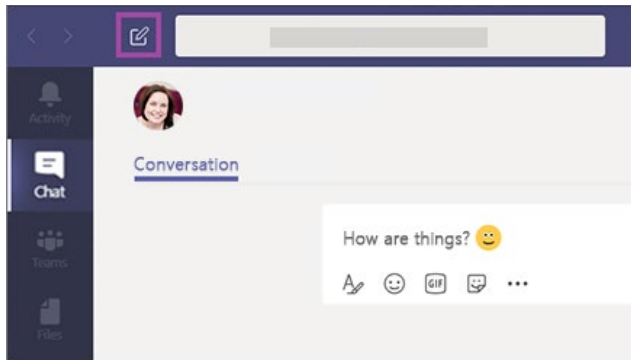 Activity
Conversation
Chat
How are things?
Teams
GIF
Files